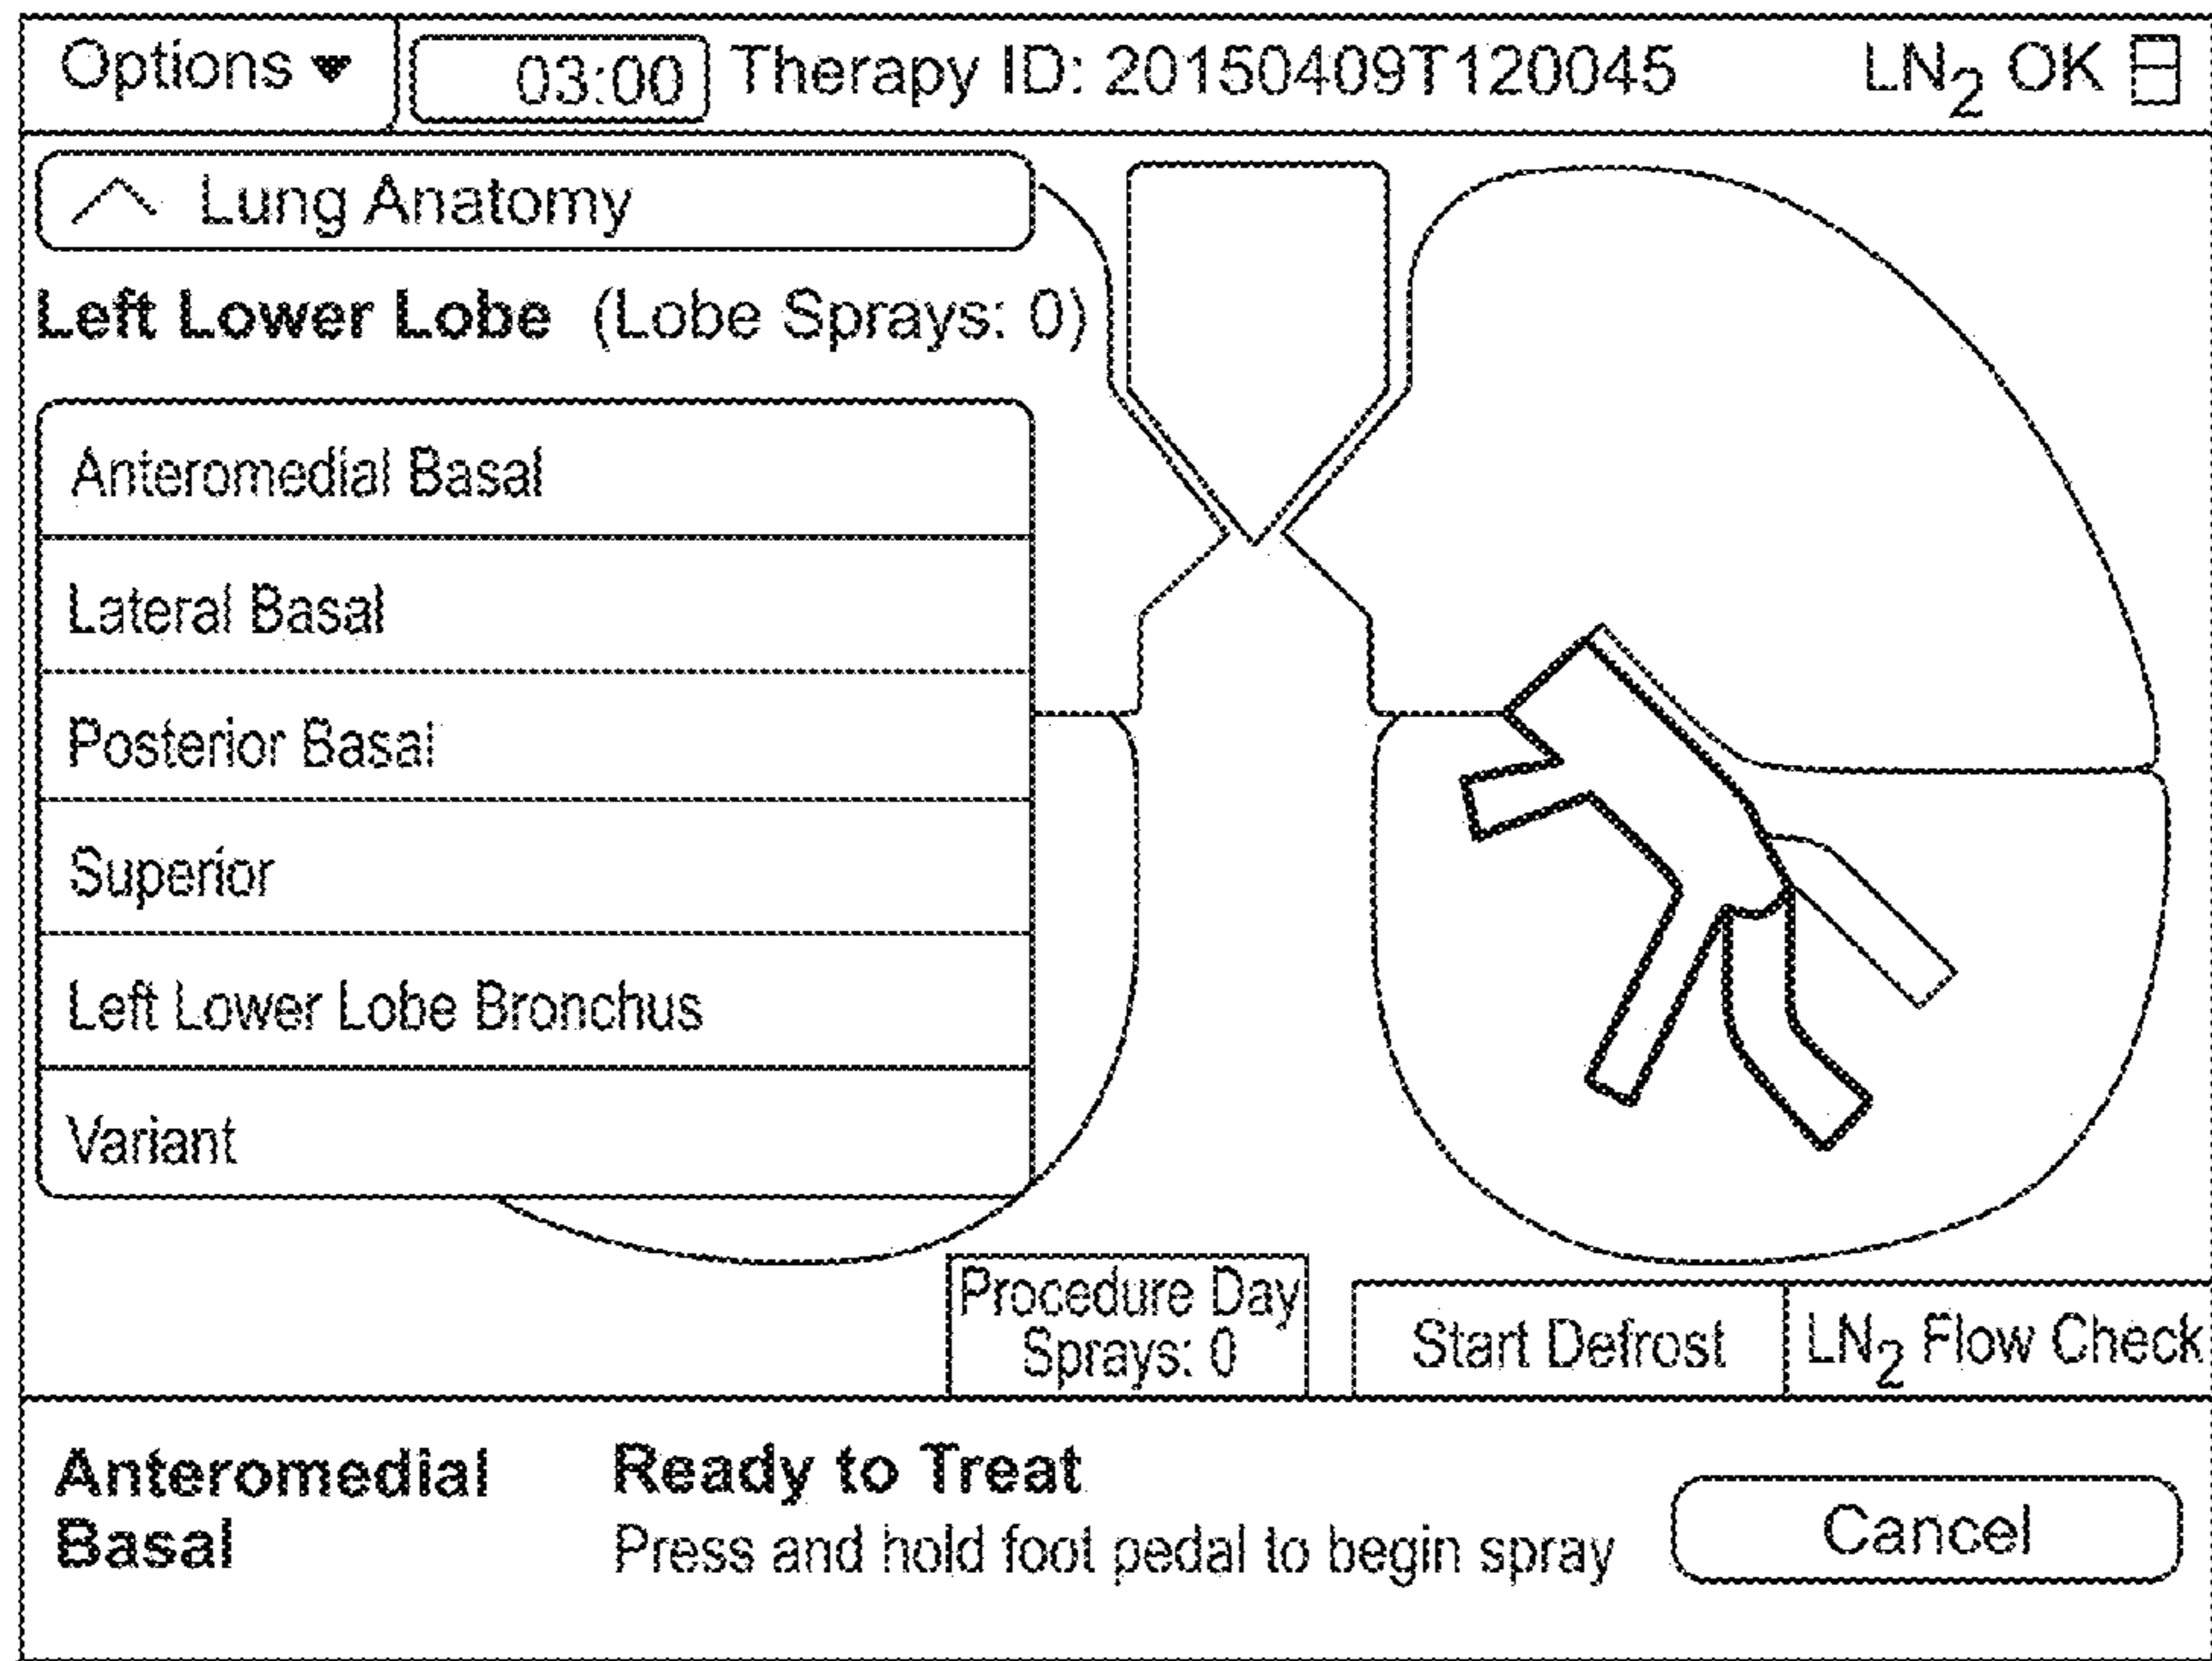 Options ▾ 03:00 Therapy ID: 20150409T120045 LN₂ OK
Lung Anatomy
Left Lower Lobe (Lobe Sprays: 0)
Anteromedial Basal
Lateral Basal
Posterior Basal
Superior
Left Lower Lobe Bronchus
Variant
Procedure Day
Sprays: 0
Start Defrost
LN₂ Flow Check
Anteromedial
Basal
Ready to Treat
Press and hold foot pedal to begin spray
Cancel